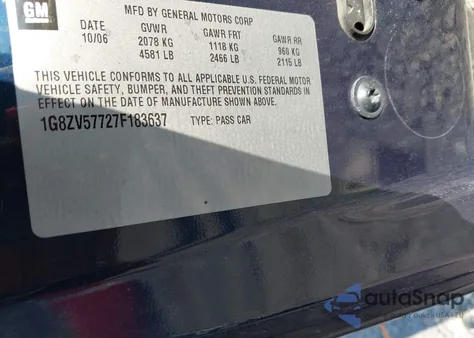 GM
MFD BY GENERAL MOTORS CORP
DATE GVWR GAWR FRT GAWR RR
10/06 2078 KG 1118 KG 960 KG
4581 LB 2466 LB 2115 LB
THIS VEHICLE CONFORMS TO ALL APPLICABLE U.S. FEDERAL MOTOR
VEHICLE SAFETY, BUMPER, AND THEFT PREVENTION STANDARDS IN
EFFECT ON THE DATE OF MANUFACTURE SHOWN ABOVE.
1G8ZV57727F183637 TYPE: PASS CAR
autoSnap